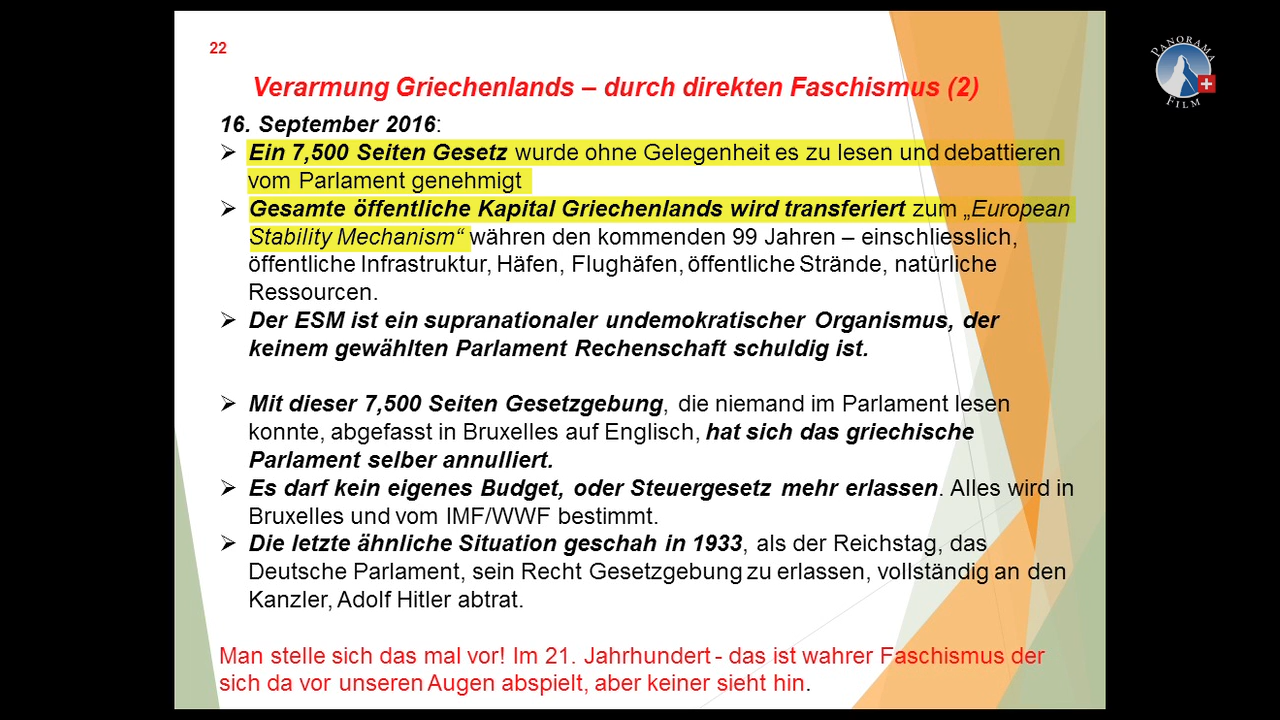 22
PANORAMA
FILM
Verarmung Griechenlands – durch direkten Faschismus (2)
16. September 2016:
➢ Ein 7,500 Seiten Gesetz wurde ohne Gelegenheit es zu lesen und debattieren
vom Parlament genehmigt
➢ Gesamte öffentliche Kapital Griechenlands wird transferiert zum „European
Stability Mechanism“ währen den kommenden 99 Jahren – einschliesslich,
öffentliche Infrastruktur, Häfen, Flughäfen, öffentliche Strände, natürliche
Ressourcen.
➢ Der ESM ist ein supranationaler undemokratischer Organismus, der
keinem gewählten Parlament Rechenschaft schuldig ist.
➢ Mit dieser 7,500 Seiten Gesetzgebung, die niemand im Parlament lesen
konnte, abgefasst in Bruxelles auf Englisch, hat sich das griechische
Parlament selber annulliert.
➢ Es darf kein eigenes Budget, oder Steuergesetz mehr erlassen. Alles wird in
Bruxelles und vom IMF/WWF bestimmt.
➢ Die letzte ähnliche Situation geschah in 1933, als der Reichstag, das
Deutsche Parlament, sein Recht Gesetzgebung zu erlassen, vollständig an den
Kanzler, Adolf Hitler abtrat.
Man stelle sich das mal vor! Im 21. Jahrhundert - das ist wahrer Faschismus der
sich da vor unseren Augen abspielt, aber keiner sieht hin.